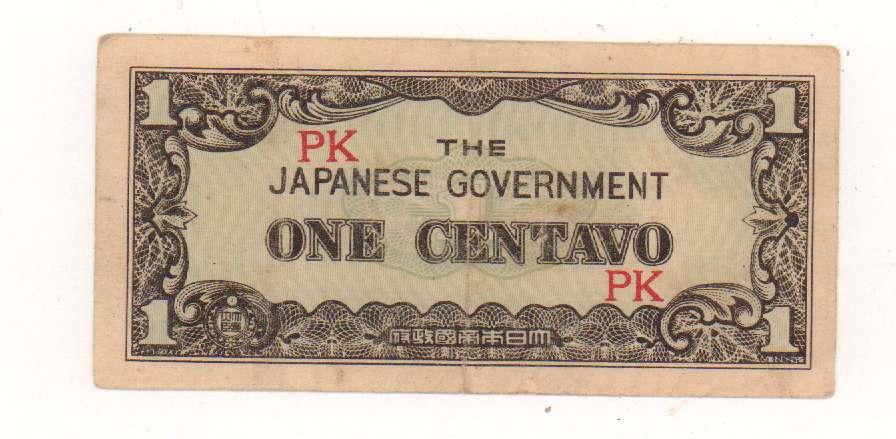 1 1
PK THE
JAPANESE GOVERNMENT
ONE CENTAVO
PK
1 1
大日本帝國政府